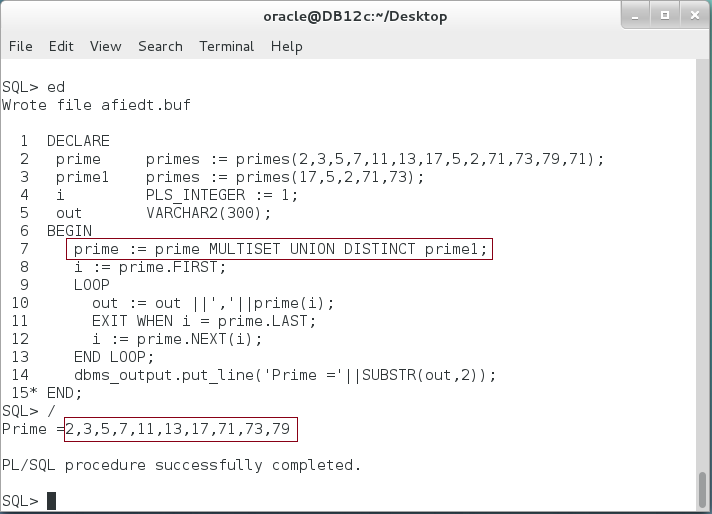 oracle@DB12c:~/Desktop
File Edit View Search Terminal Help
SQL> ed
Wrote file afiedt.buf
1 DECLARE
2 prime primes := primes(2,3,5,7,11,13,17,5,2,71,73,79,71);
3 prime1 primes := primes(17,5,2,71,73);
4 i PLS_INTEGER := 1;
5 out VARCHAR2(300);
6 BEGIN
7 prime := prime MULTISET UNION DISTINCT prime1;
8 i := prime.FIRST;
9 LOOP
10 out := out ||','||prime(i);
11 EXIT WHEN i = prime.LAST;
12 i := prime.NEXT(i);
13 END LOOP;
14 dbms_output.put_line('Prime ='||SUBSTR(out,2));
15* END;
SQL> /
Prime =2,3,5,7,11,13,17,71,73,79
PL/SQL procedure successfully completed.
SQL>